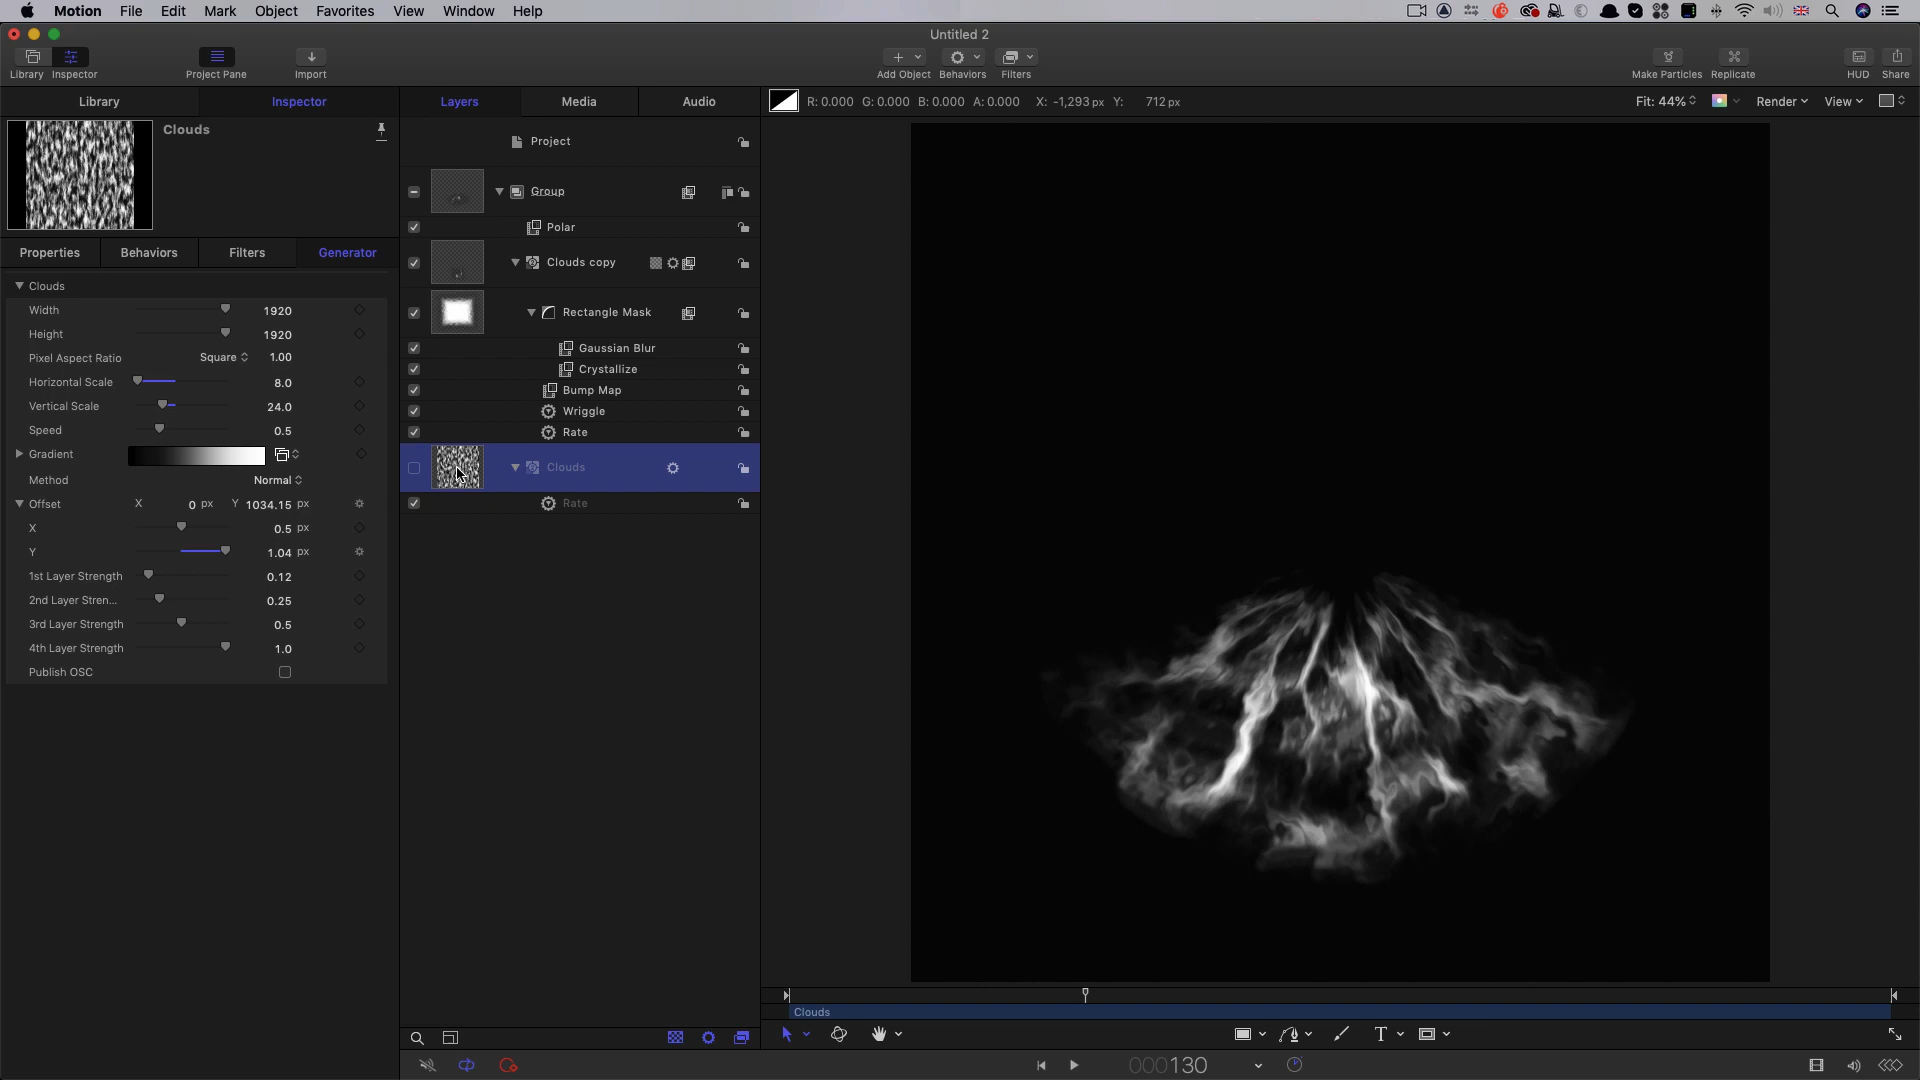 Motion File Edit Mark Object Favorites View Window Help
Untitled 2
Library Inspector Project Pane Import Add Object Behaviors Filters Make Particles Replicate HUD Share
Library Inspector Layers Media Audio R: 0.000 G: 0.000 B: 0.000 A: 0.000 X: -1,293 px Y: 712 px Fit: 44% Render View
Clouds
Project
Group
Polar
Properties Behaviors Filters Generator
Clouds copy
Clouds
Width 1920
Rectangle Mask
Height 1920
Gaussian Blur
Pixel Aspect Ratio Square 1.00
Crystallize
Horizontal Scale 8.0
Bump Map
Vertical Scale 24.0
Wriggle
Speed 0.5
Rate
Gradient
Clouds
Method Normal
Offset X 0 px Y 1034.15 px
Rate
X 0.5 px
Y 1.04 px
1st Layer Strength 0.12
2nd Layer Stren... 0.25
3rd Layer Strength 0.5
4th Layer Strength 1.0
Publish OSC
Clouds
T
000130